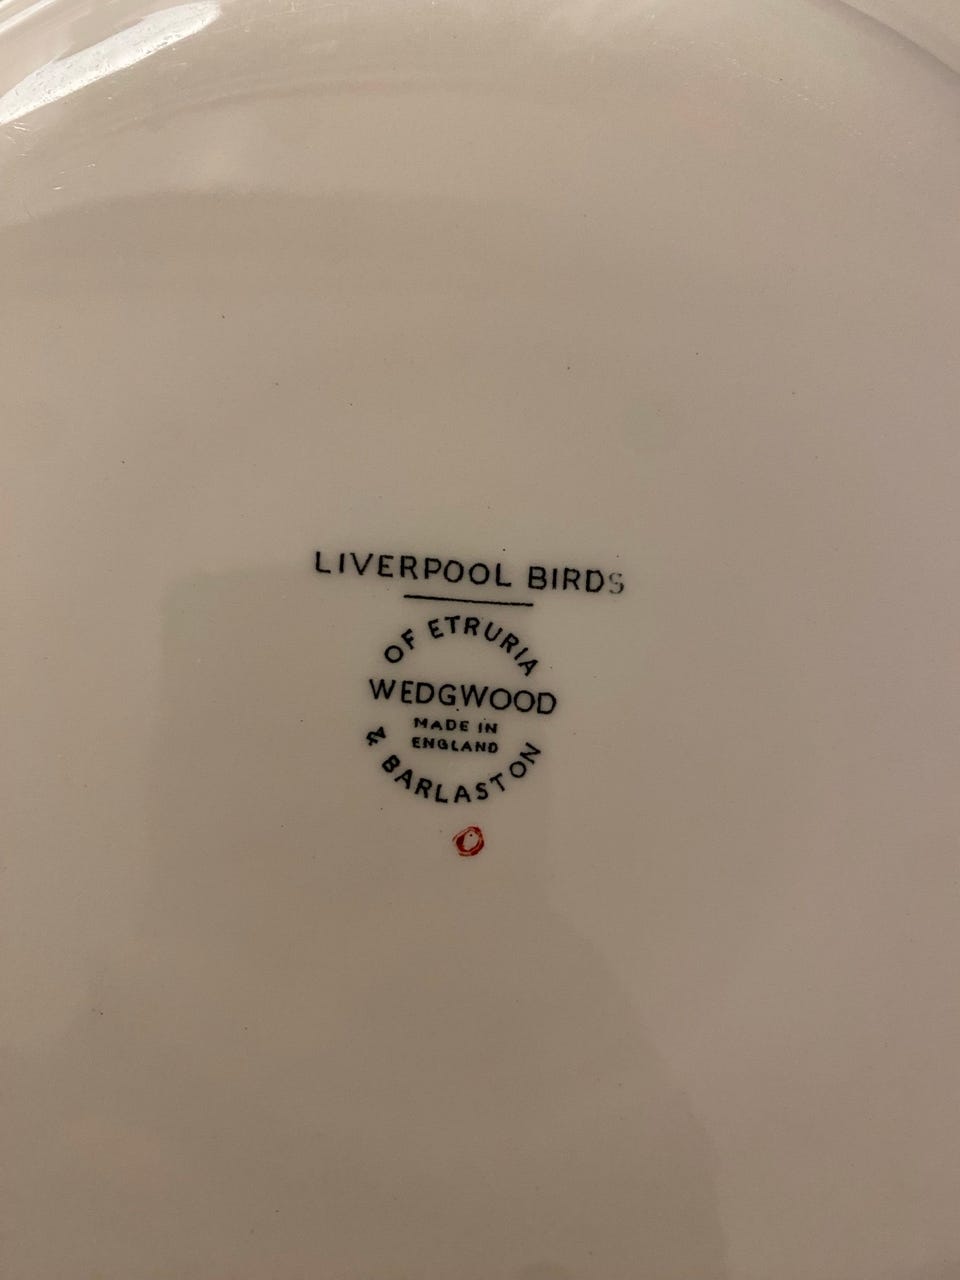 LIVERPOOL BIRDS
OF ETRURIA
WEDGWOOD
MADE IN
ENGLAND
& BARLASTON